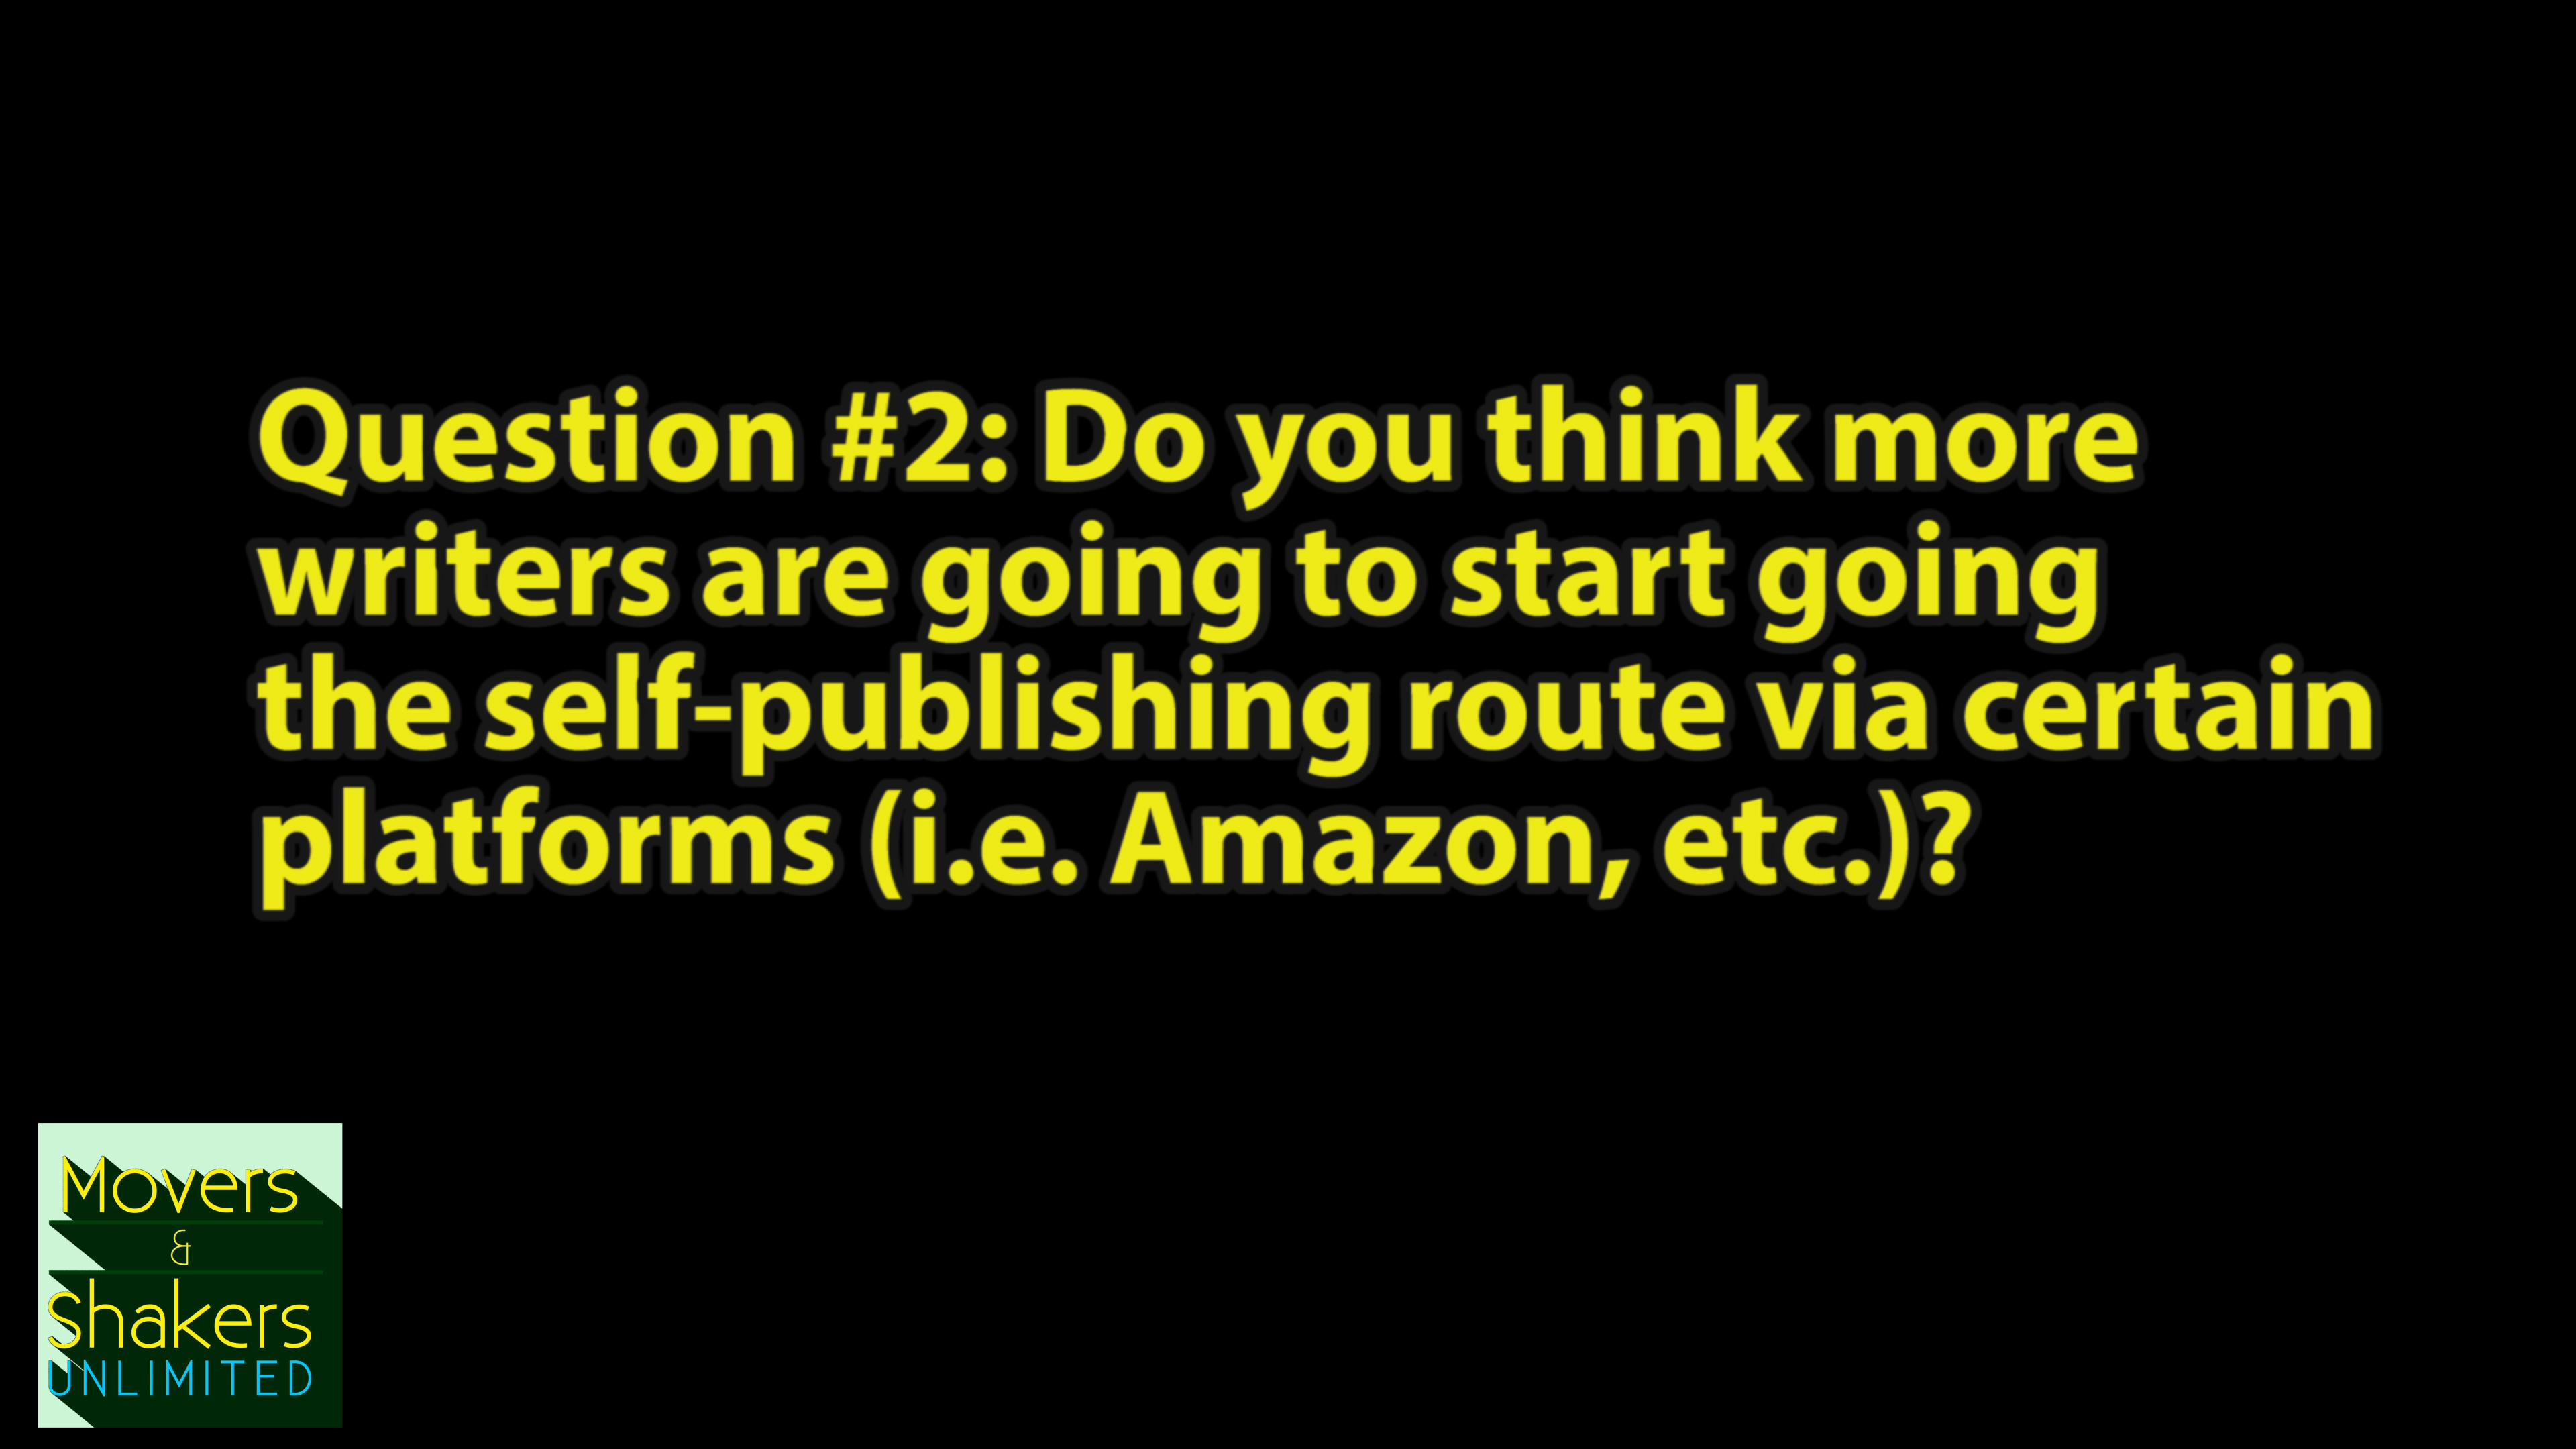 Question #2: Do you think more
writers are going to start going
the self-publishing route via certain
platforms (i.e. Amazon, etc.)?
Movers
&
Shakers
UNLIMITED